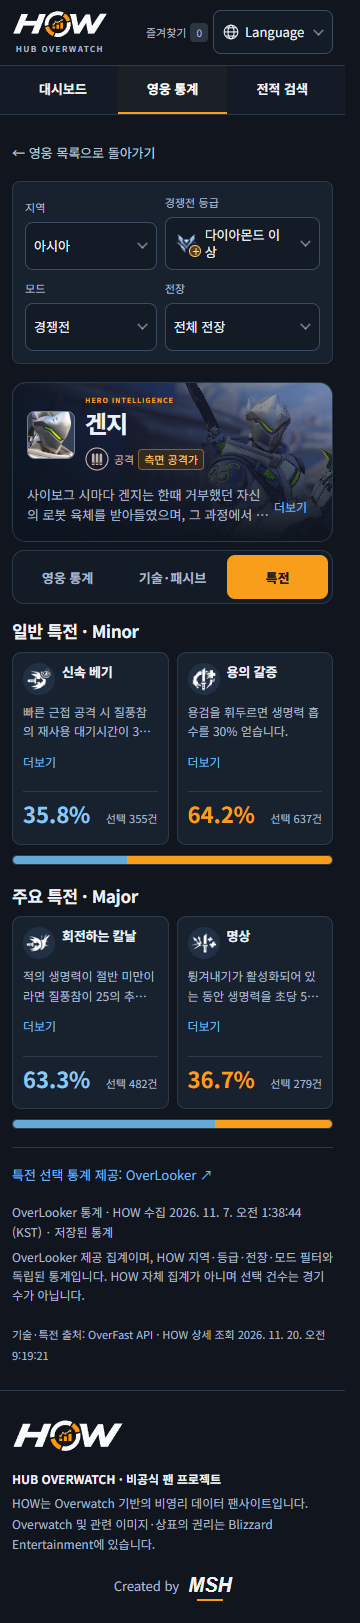 HOW
HUB OVERWATCH
즐겨찾기 0
Language
대시보드 영웅 통계 전적 검색
← 영웅 목록으로 돌아가기
지역
경쟁전 등급
아시아
다이아몬드 이
상
모드
전장
경쟁전
전체 전장
HERO INTELLIGENCE
겐지
공격 측면 공격가
사이보그 시마다 겐지는 한때 거부했던 자신
의 로봇 육체를 받아들였으며, 그 과정에서 …
더보기
영웅 통계 기술·패시브 특전
일반 특전 · Minor
신속 베기
빠른 근접 공격 시 질풍참
의 재사용 대기시간이 3…
더보기
35.8% 선택 355건
용의 갈증
용검을 휘두르면 생명력 흡
수를 30% 얻습니다.
더보기
64.2% 선택 637건
주요 특전 · Major
회전하는 칼날
적의 생명력이 절반 미만이
라면 질풍참이 25의 추…
더보기
63.3% 선택 482건
명상
튕겨내기가 활성화되어 있
는 동안 생명력을 초당 5…
더보기
36.7% 선택 279건
특전 선택 통계 제공: OverLooker ↗
OverLooker 통계 · HOW 수집 2026. 11. 7. 오전 1:38:44
(KST) · 저장된 통계
OverLooker 제공 집계이며, HOW 지역·등급·전장·모드 필터와
독립된 통계입니다. HOW 자체 집계가 아니며 선택 건수는 경기
수가 아닙니다.
기술·특전 출처: OverFast API · HOW 상세 조회 2026. 11. 20. 오전
9:19:21
HOW
HUB OVERWATCH · 비공식 팬 프로젝트
HOW는 Overwatch 기반의 비영리 데이터 팬사이트입니다.
Overwatch 및 관련 이미지·상표의 권리는 Blizzard
Entertainment에 있습니다.
Created by MSH